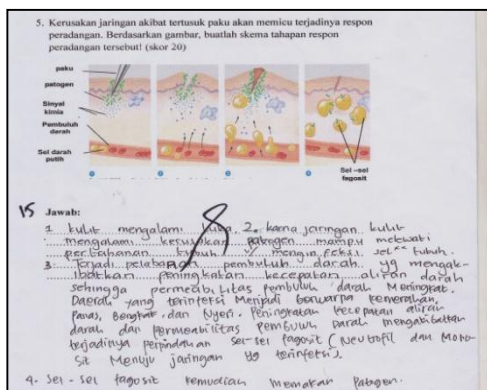 5. Kerusakan jaringan akibat tertusuk paku akan memicu terjadinya respon
peradangan. Berdasarkan gambar, buatlah skema tahapan respon
peradangan tersebut! (skor 20)
paku
patogen
Sinyal
kimia
Pembuluh
darah
Sel darah
putih
Sel -sel
fagosit
15 Jawab:
1 kulit mengalami luka, 2. karna jaringan kulit
mengalami kerusakan patogen mampu melewati
pertahanan tubuh menginfeksi sel** tubuh.
3. Terjadi pelebaran pembuluh darah yg mengak-
ibatkan peningkatan kecepatan aliran darah
sehingga permeabilitas pembuluh darah Meningkat.
Daerah yang terinfeksi Menjadi berwarna kemerahan,
Panas, Bengkak, dan Nyeri. Peningkatan kecepatan aliran
darah dan permeabilitas Pembuluh Darah mengakibatkan
terjadinya perpindahan sel-sel fagosit (Neutrofil dan Mono-
sit Menuju jaringan yg terinfeksi).
4. Sel - Sel fagosit kemudian memakan Patogen.